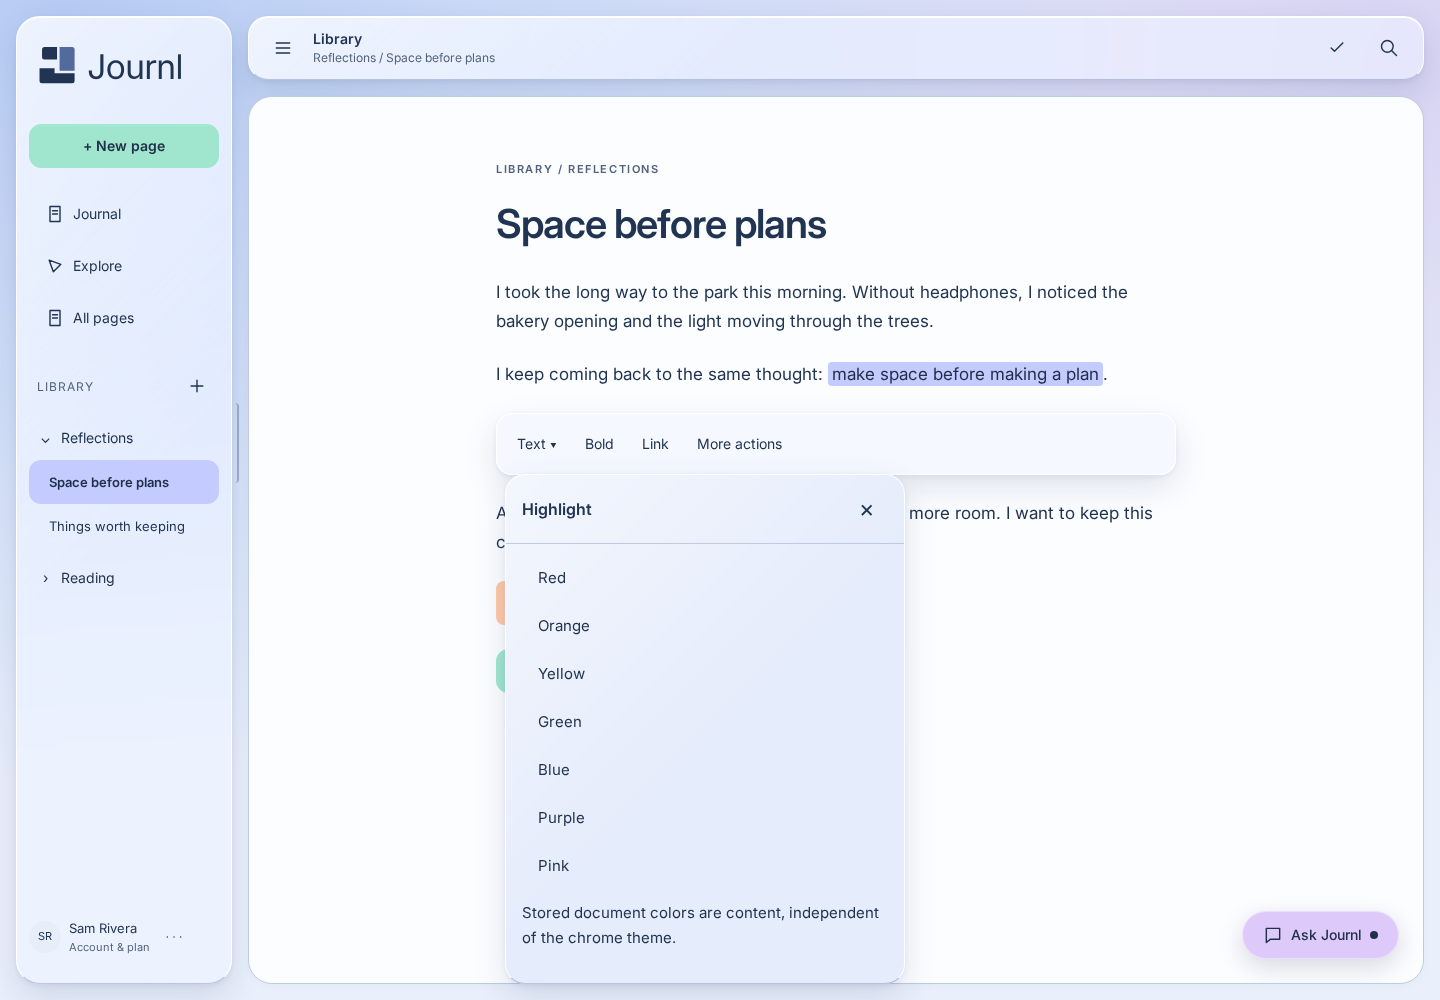 Journl
+ New page
Journal
Explore
All pages
LIBRARY
Reflections
Space before plans
Things worth keeping
Reading
SR
Sam Rivera
Account & plan
Library
Reflections / Space before plans
LIBRARY / REFLECTIONS
Space before plans
I took the long way to the park this morning. Without headphones, I noticed the
bakery opening and the light moving through the trees.
I keep coming back to the same thought: make space before making a plan.
Text ▾ Bold Link More actions
more room. I want to keep this
Highlight
Red
Orange
Yellow
Green
Blue
Purple
Pink
Stored document colors are content, independent
of the chrome theme.
Ask Journl